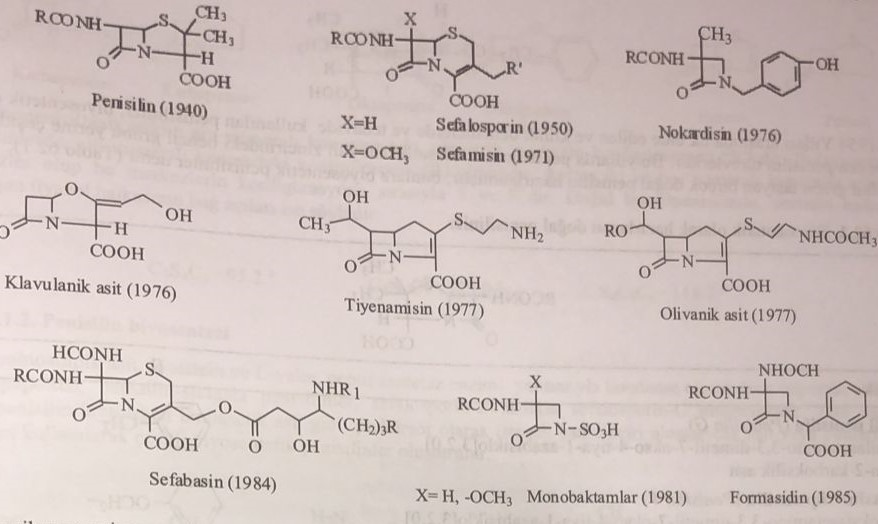 RCONH
S
CH3
CH3
O
N
H
COOH
Penisilin (1940)
X
RCONH
S
O
N
R'
COOH
X=H Sefalosporin (1950)
X=OCH3 Sefamisin (1971)
CH3
RCONH
O
N
OH
Nokardisin (1976)
O
O
N
OH
H
COOH
Klavulanik asit (1976)
OH
CH3
S
NH2
O
N
COOH
Tiyenamisin (1977)
OH
RO
S
NHCOCH3
O
N
COOH
Olivanik asit (1977)
HCONH
RCONH
S
O
N
COOH
O
O
OH
NHR1
(CH2)3R
Sefabasin (1984)
X
RCONH
O
N-SO3H
X= H, -OCH3 Monobaktamlar (1981)
NHOCH
RCONH
O
N
COOH
Formasidin (1985)